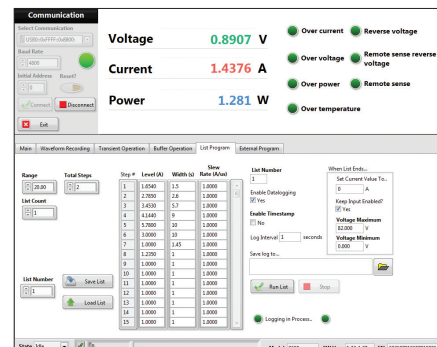 Communication
Select Communication
Baud Rate
4800
Initial Address Reset?
0
Connect Disconnect
Exit
Voltage 0.8907 V
Current 1.4376 A
Power 1.281 W
Over current Reverse voltage
Over voltage Remote sense reverse voltage
Over power Remote sense
Over temperature
Main Waveform Recording Transient Operation Buffer Operation List Program External Program
Range Total Steps
20.00 2
List Count
1
List Number
1
Save List
Load List
Step # Level (A) Width (s) Slew Rate (A/us)
1 1.6540 1.5 1.0000
2 2.7650 2.6 1.0000
3 3.4530 5.7 1.0000
4 4.1440 9 1.0000
5 5.7800 10 1.0000
6 3.0000 10 1.0000
7 1.0000 1.45 1.0000
8 1.2350 1 1.0000
9 1.0000 1 1.0000
10 1.0000 1 1.0000
11 1.0000 1 1.0000
12 1.0000 1 1.0000
13 1.0000 1 1.0000
14 1.0000 1 1.0000
15 1.0000 1 1.0000
List Number
1
Enable Datalogging
Yes
Enable Timestamp
No
Log Interval 1 seconds
Save log to...
Run List Stop
Logging in Process..
When List Ends...
Set Current Value To..
0 A
Keep Input Enabled?
Yes
Voltage Maximum
82.000 V
Voltage Minimum
0.000 V
State Idle